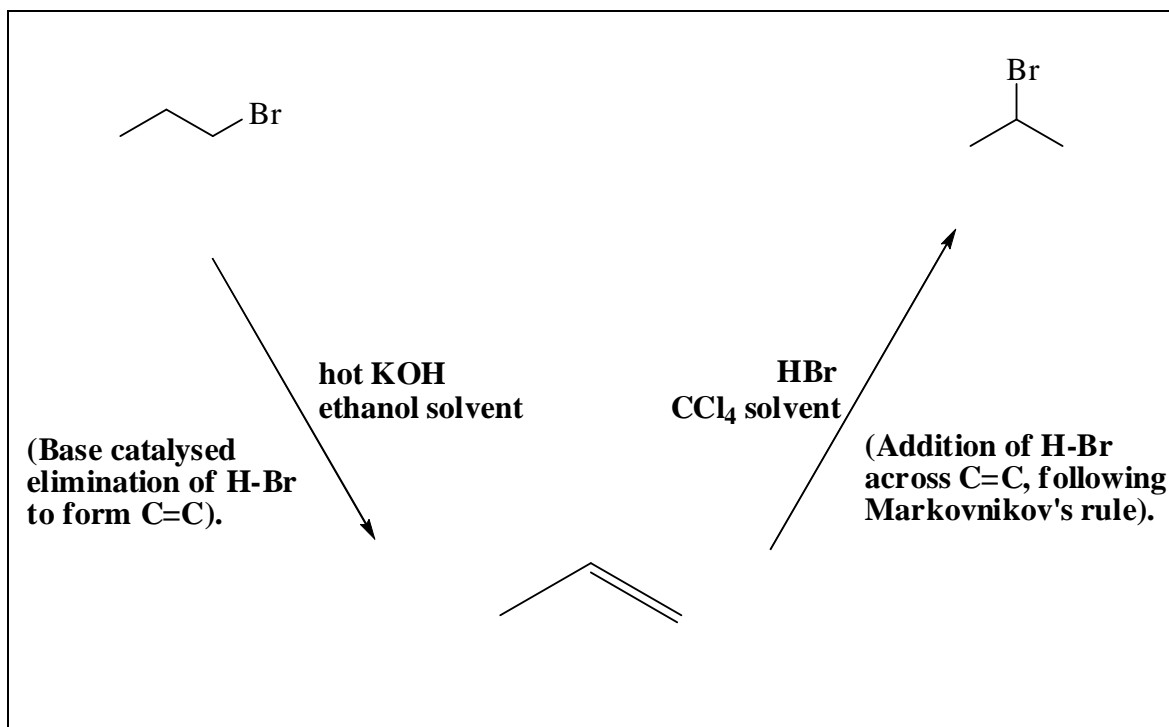 Br
Br
hot KOH
ethanol solvent
HBr
CCl4 solvent
(Base catalysed
elimination of H-Br
to form C=C).
(Addition of H-Br
across C=C, following
Markovnikov's rule).